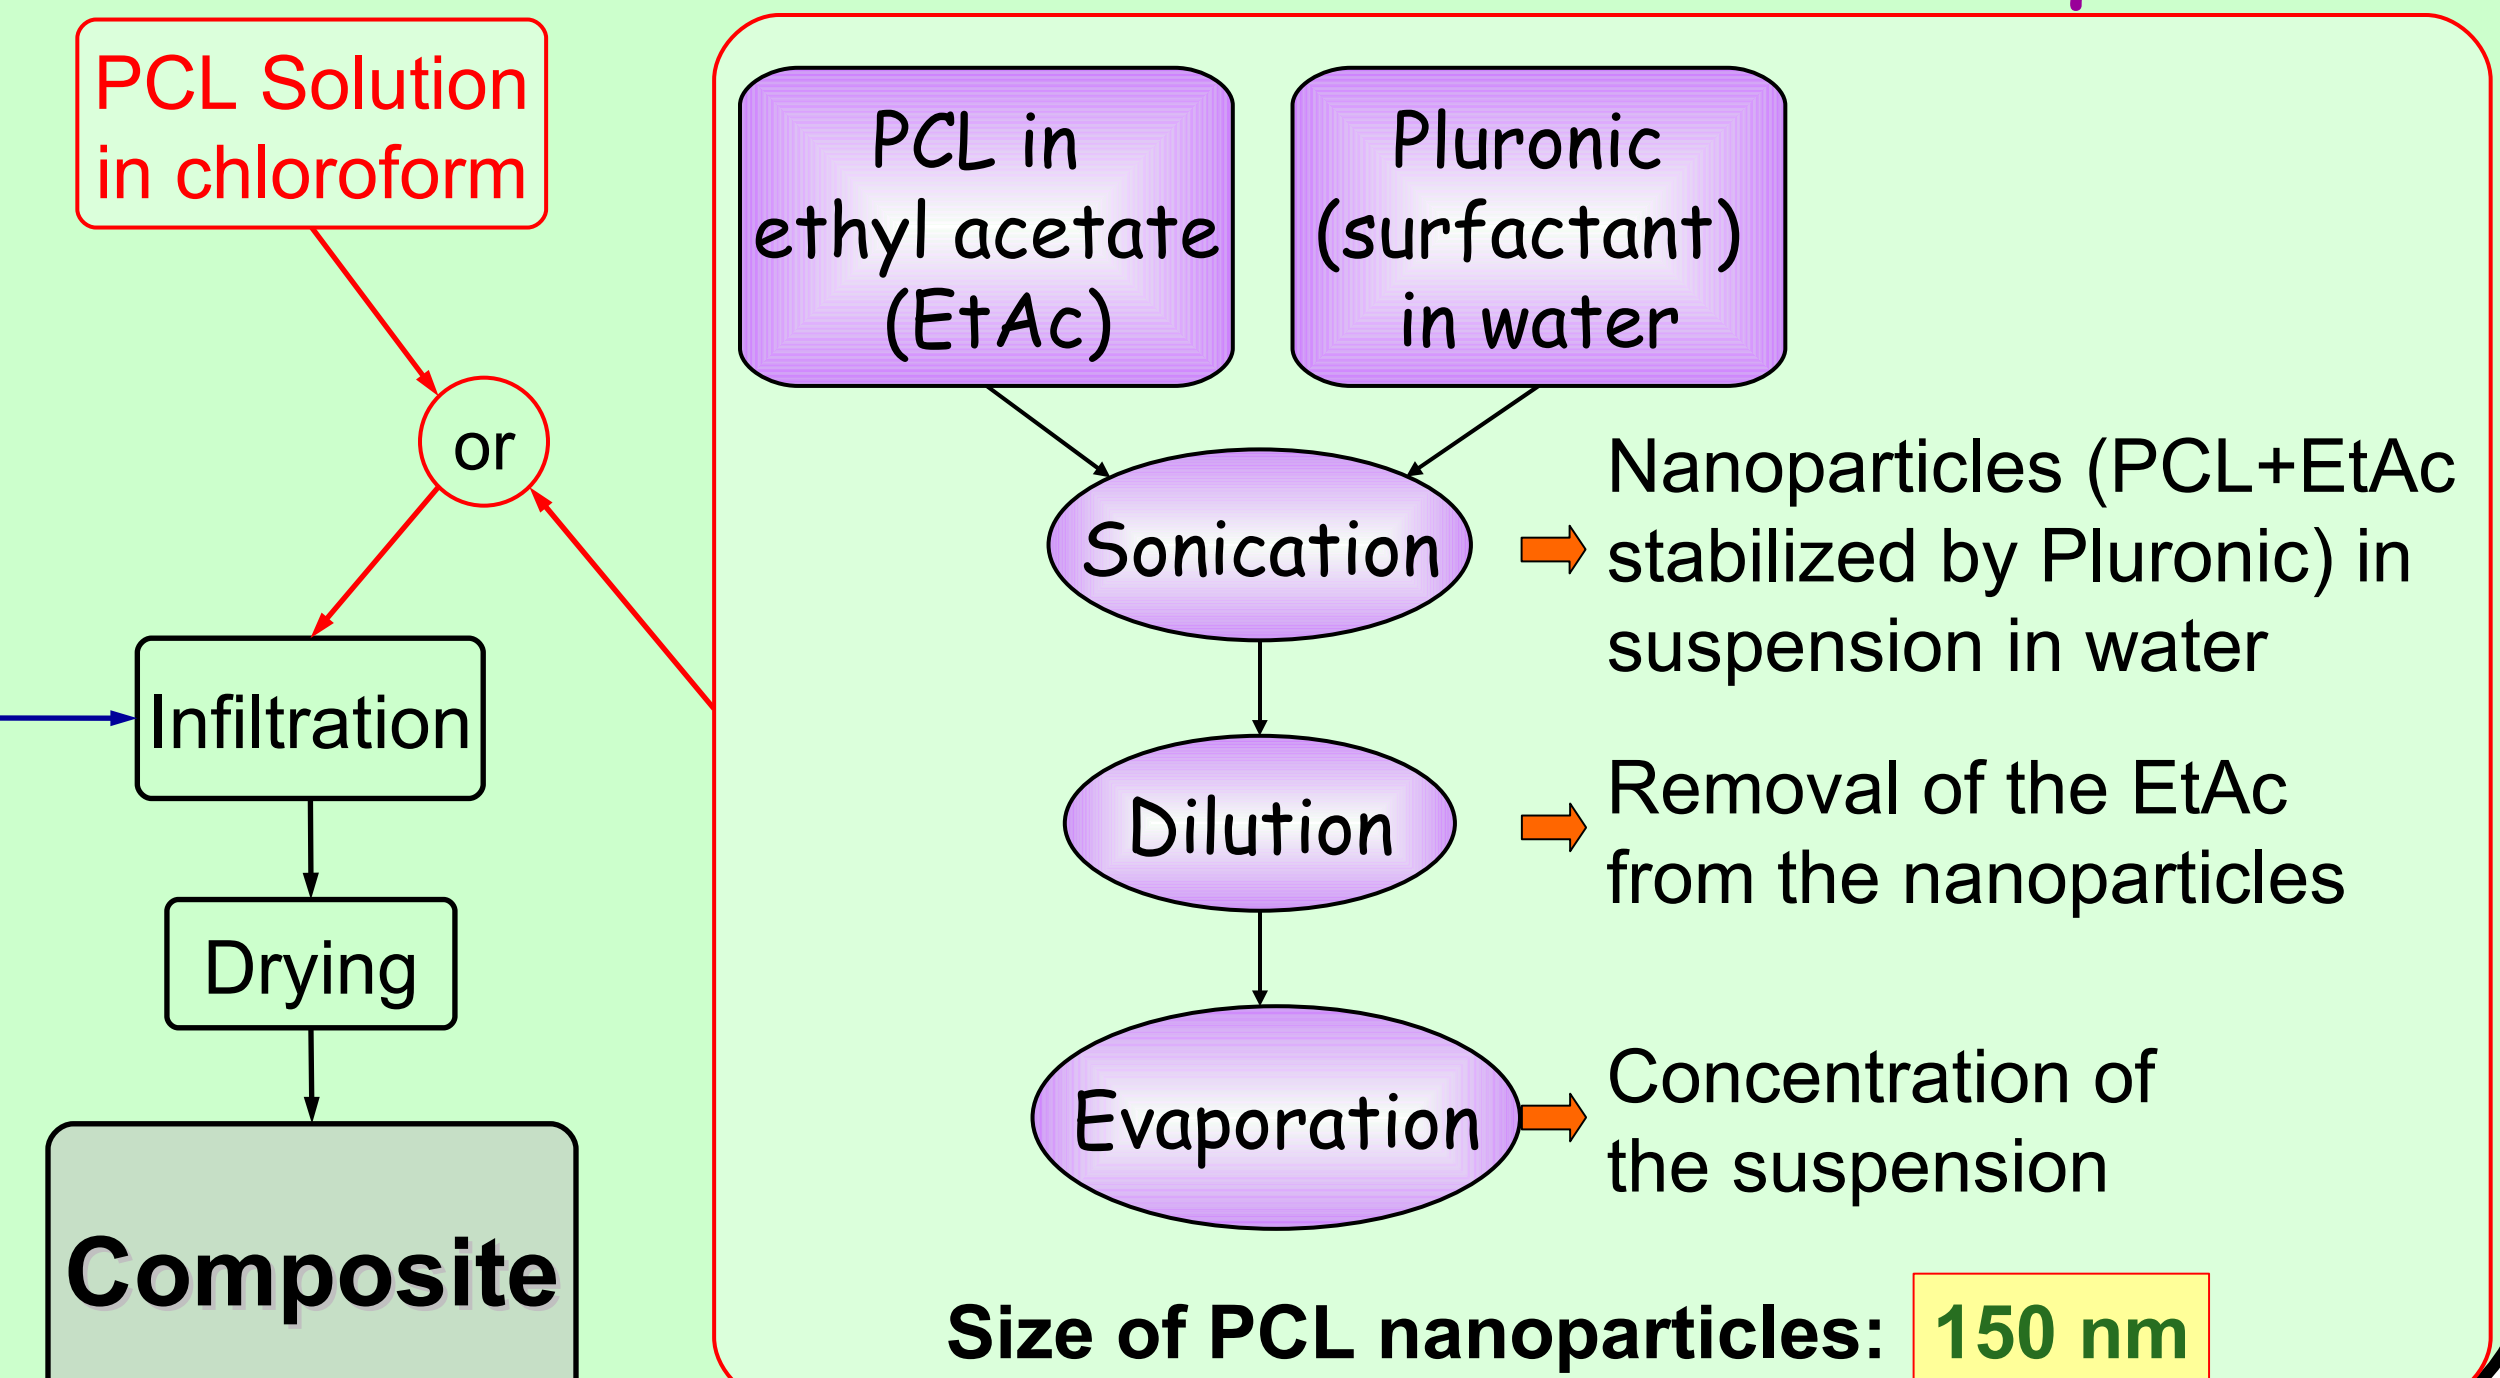 PCL Solution
in chloroform
or
Infiltration
Drying
Composite
PCL in
ethyl acetate
(EtAc)
Pluronic
(surfactant)
in water
Sonication
Nanoparticles (PCL+EtAc
stabilized by Pluronic) in
suspension in water
Dilution
Removal of the EtAc
from the nanoparticles
Evaporation
Concentration of
the suspension
Size of PCL nanoparticles: 150 nm